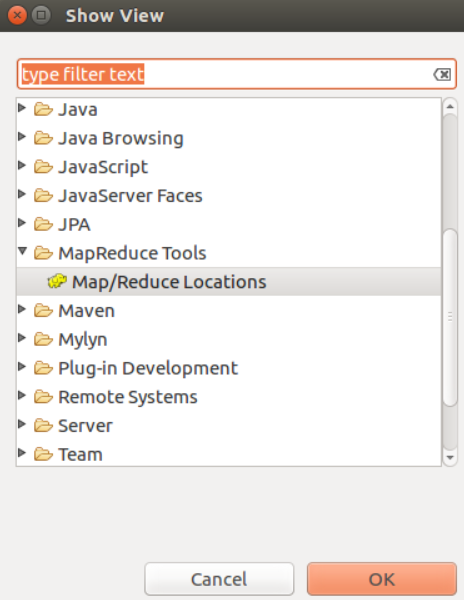 Show View
type filter text
Java
Java Browsing
JavaScript
JavaServer Faces
JPA
MapReduce Tools
Map/Reduce Locations
Maven
Mylyn
Plug-in Development
Remote Systems
Server
Team
Cancel OK